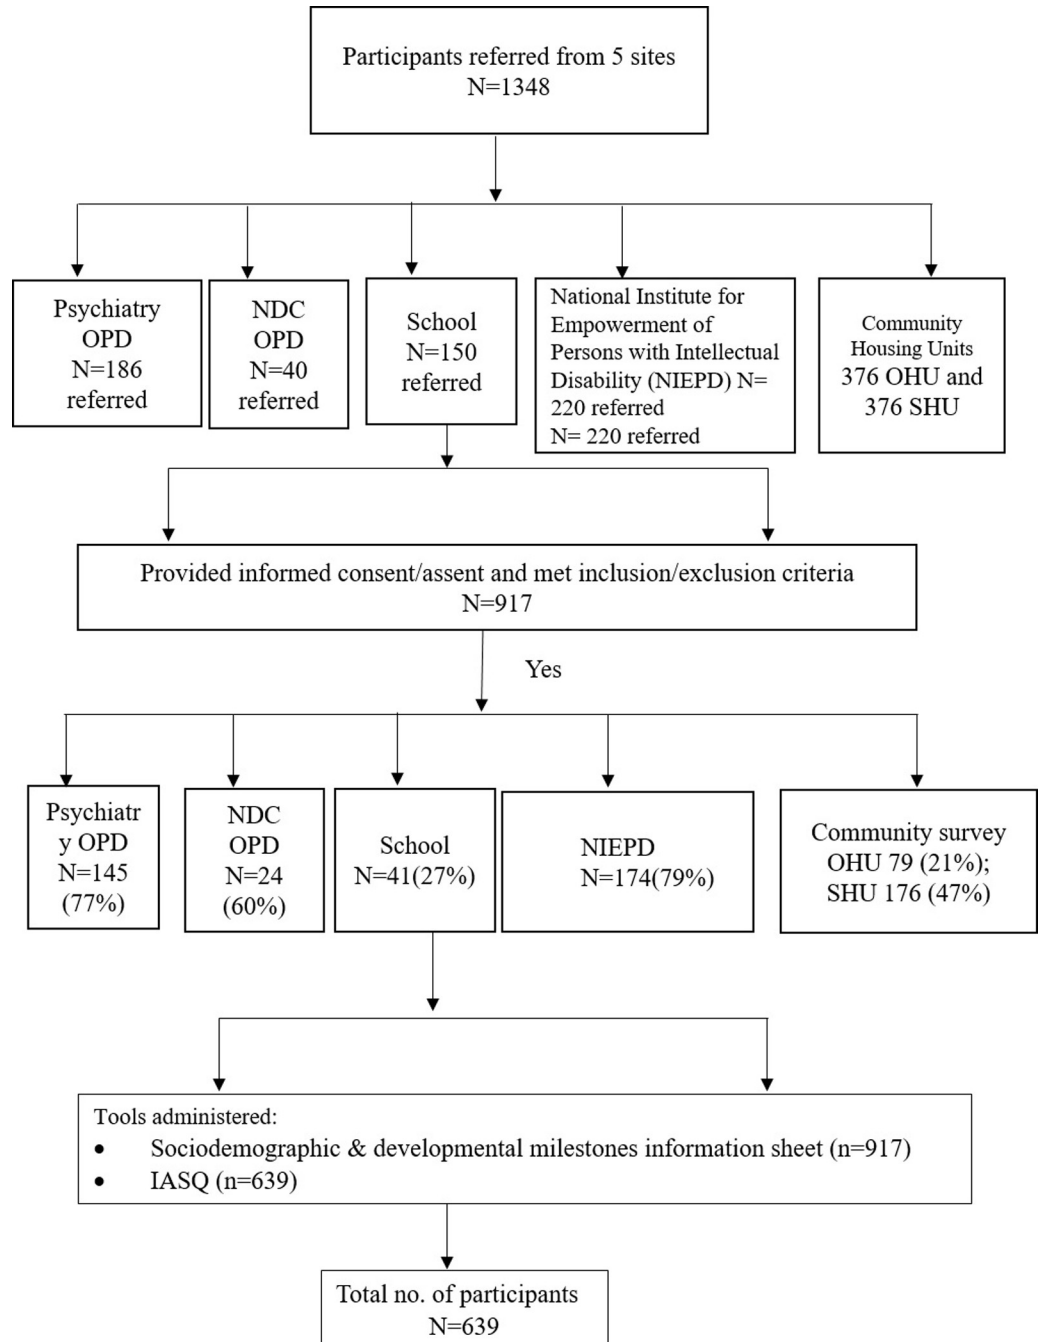 Participants referred from 5 sites
N=1348
Psychiatry
OPD
N=186
referred
NDC
OPD
N=40
referred
School
N=150
referred
National Institute for
Empowerment of
Persons with Intellectual
Disability (NIEPD) N=
220 referred
N= 220 referred
Community
Housing Units
376 OHU and
376 SHU
Provided informed consent/assent and met inclusion/exclusion criteria
N=917
Yes
Psychiatr
y OPD
N=145
(77%)
NDC
OPD
N=24
(60%)
School
N=41(27%)
NIEPD
N=174(79%)
Community survey
OHU 79 (21%);
SHU 176 (47%)
Tools administered:
• Sociodemographic & developmental milestones information sheet (n=917)
• IASQ (n=639)
Total no. of participants
N=639